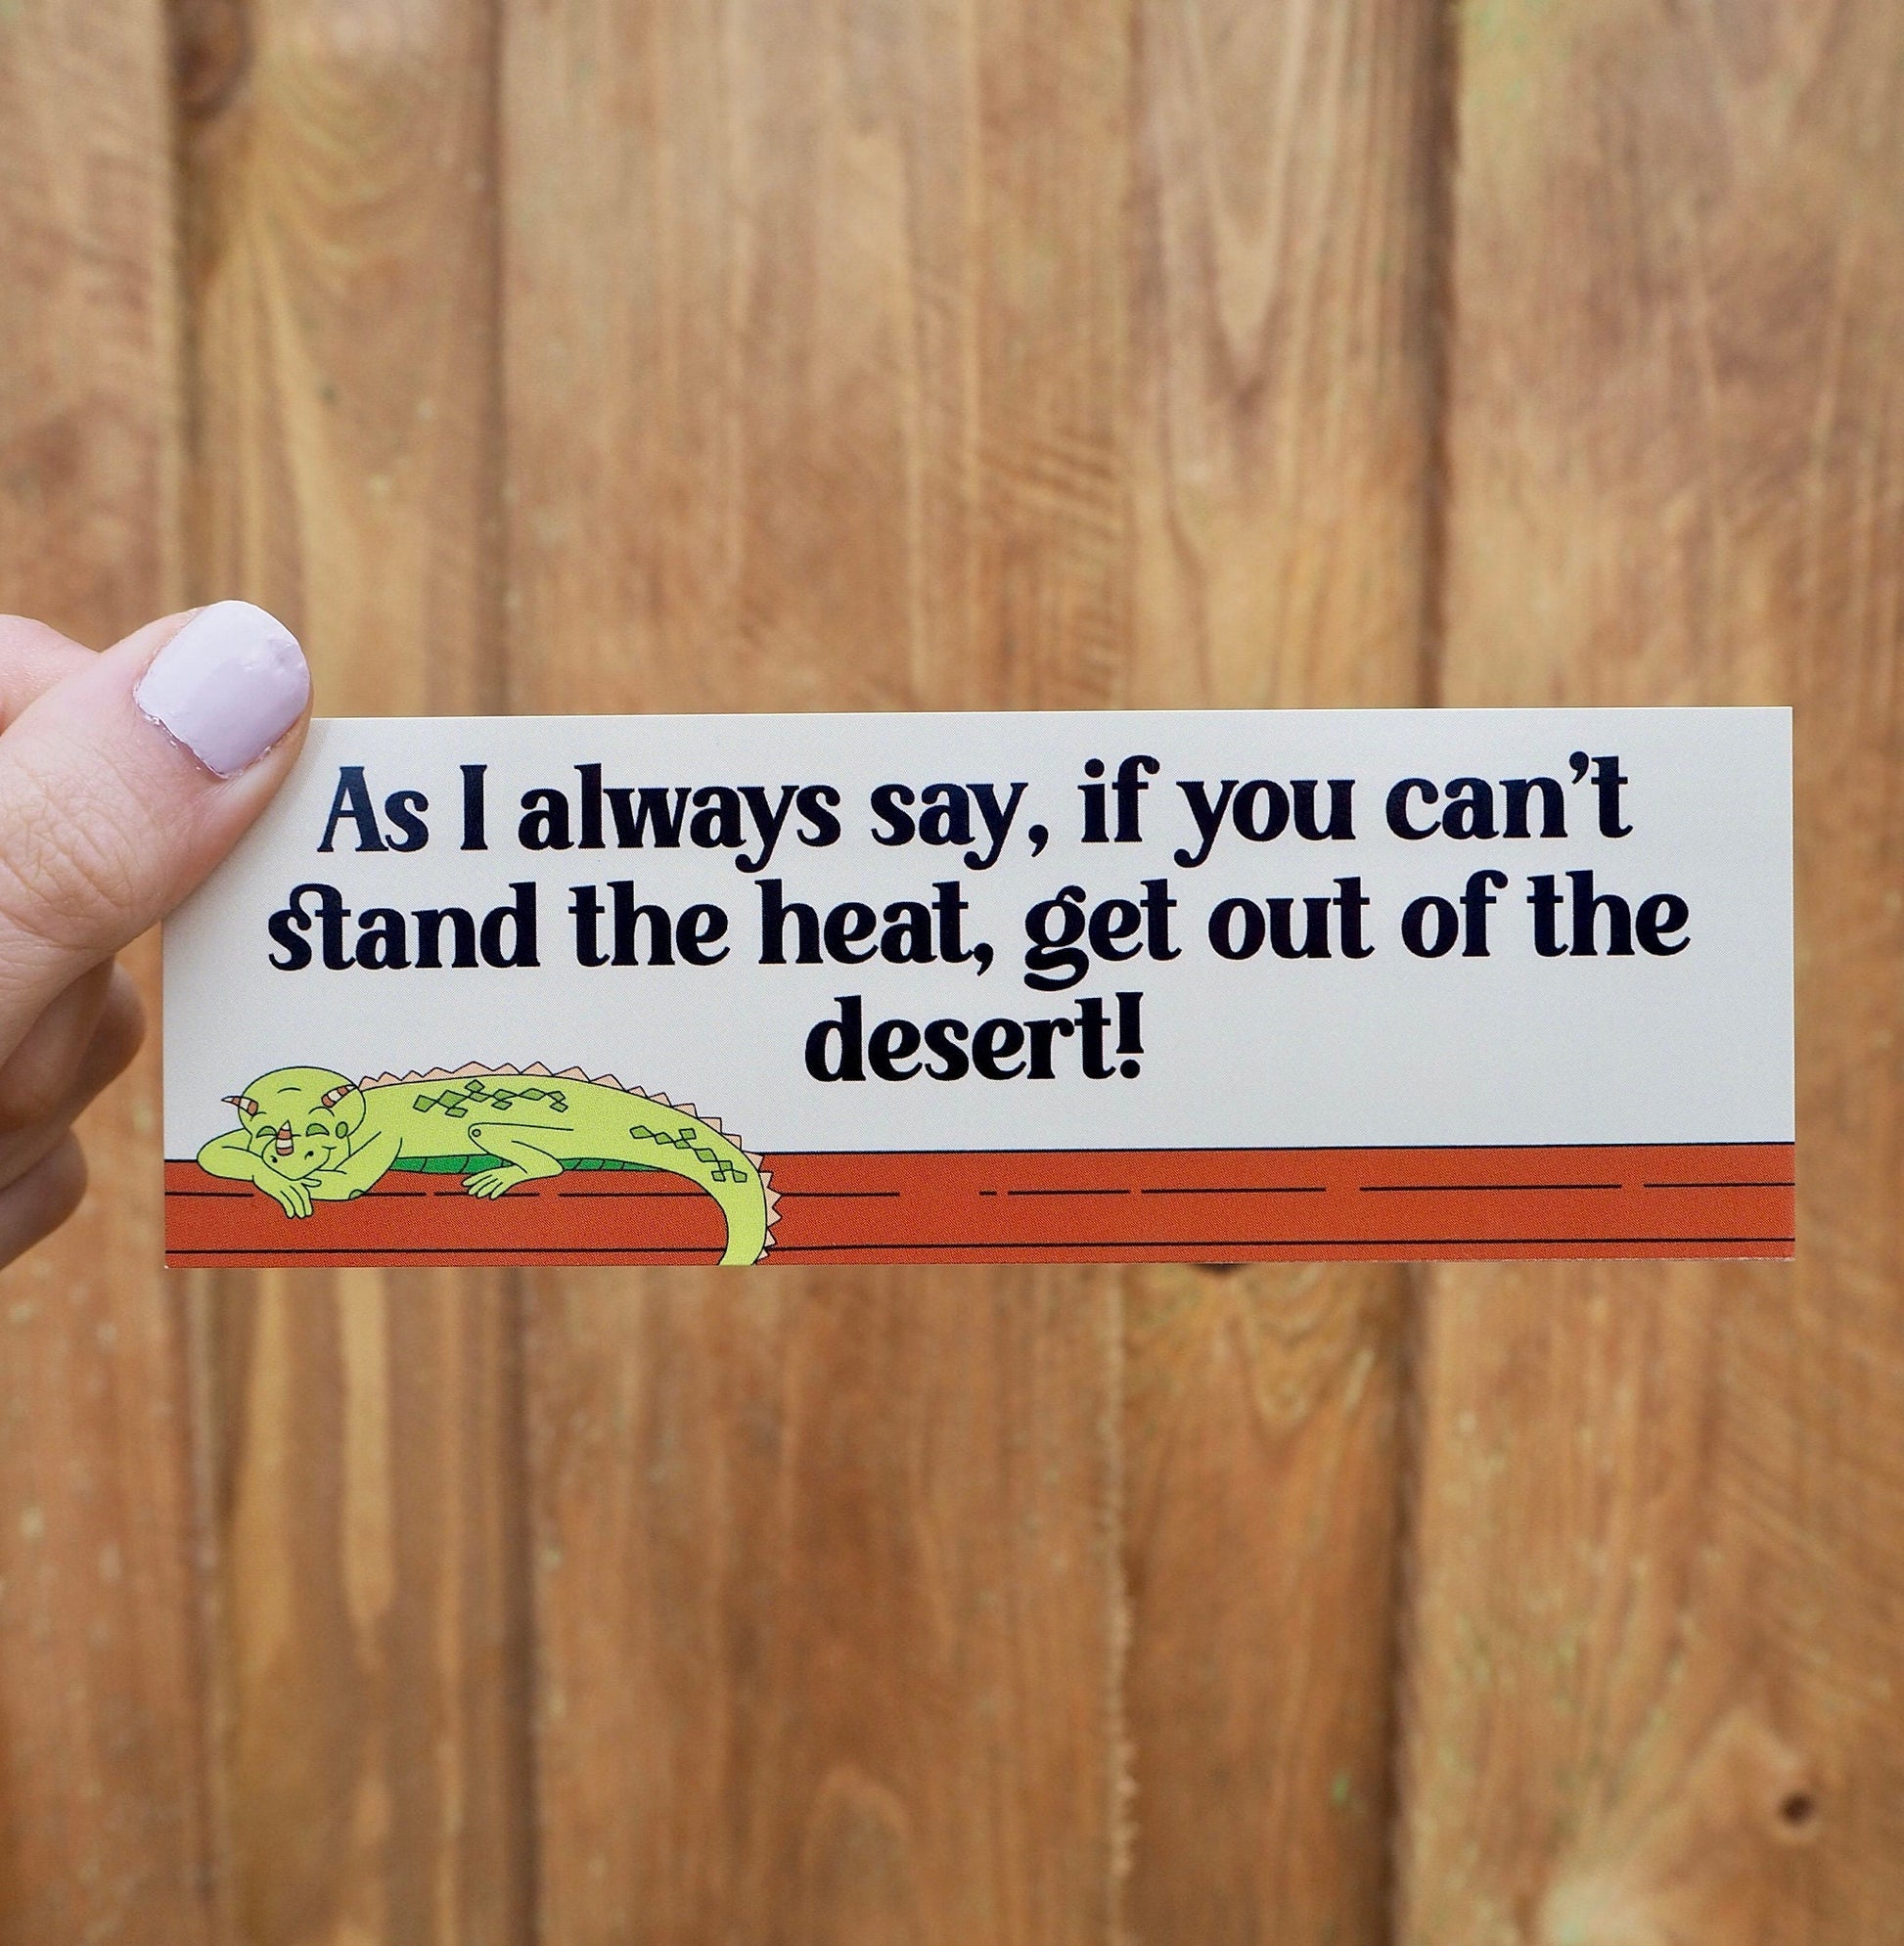 As I always say, if you can’t
stand the heat, get out of the
desert!